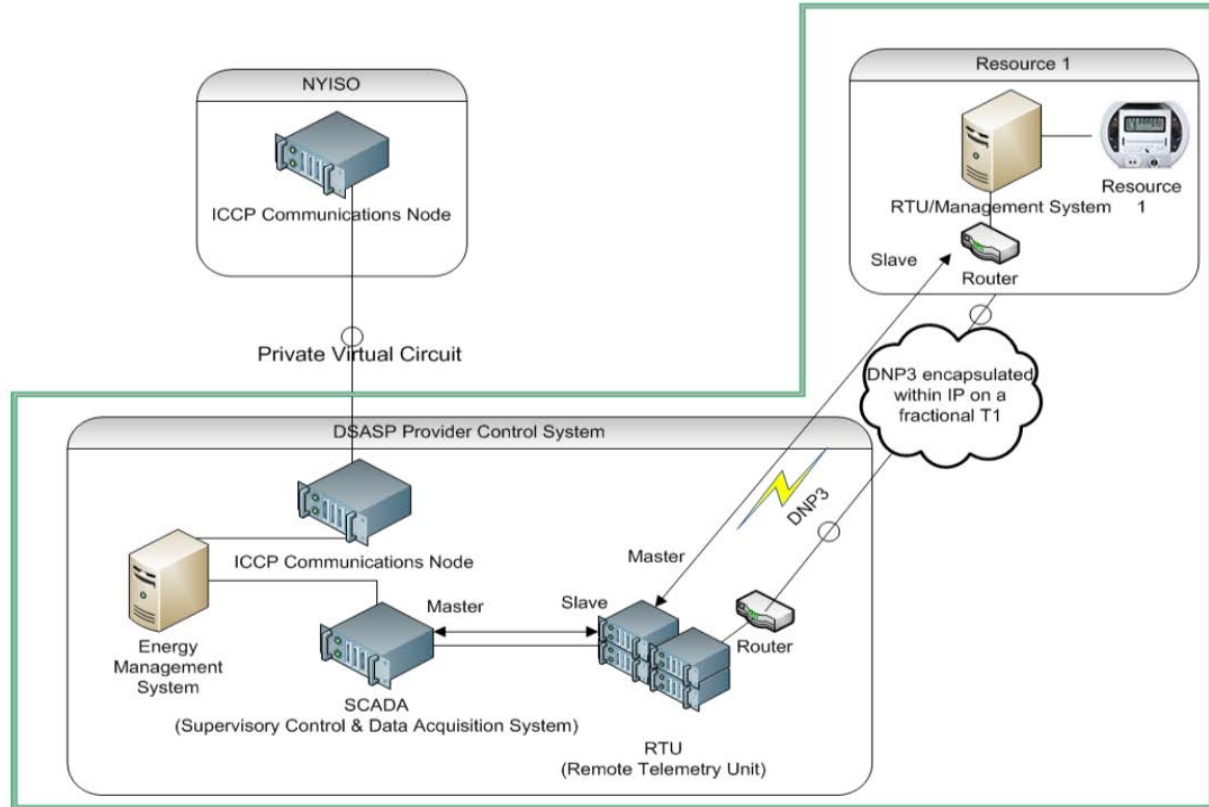 NYISO
ICCP Communications Node
Private Virtual Circuit
Resource 1
RTU/Management System
Resource
1
Slave
Router
DNP3 encapsulated
within IP on a
fractional T1
DSASP Provider Control System
ICCP Communications Node
DNP3
Master
Energy
Management
System
Master
Slave
Router
SCADA
(Supervisory Control & Data Acquisition System)
RTU
(Remote Telemetry Unit)